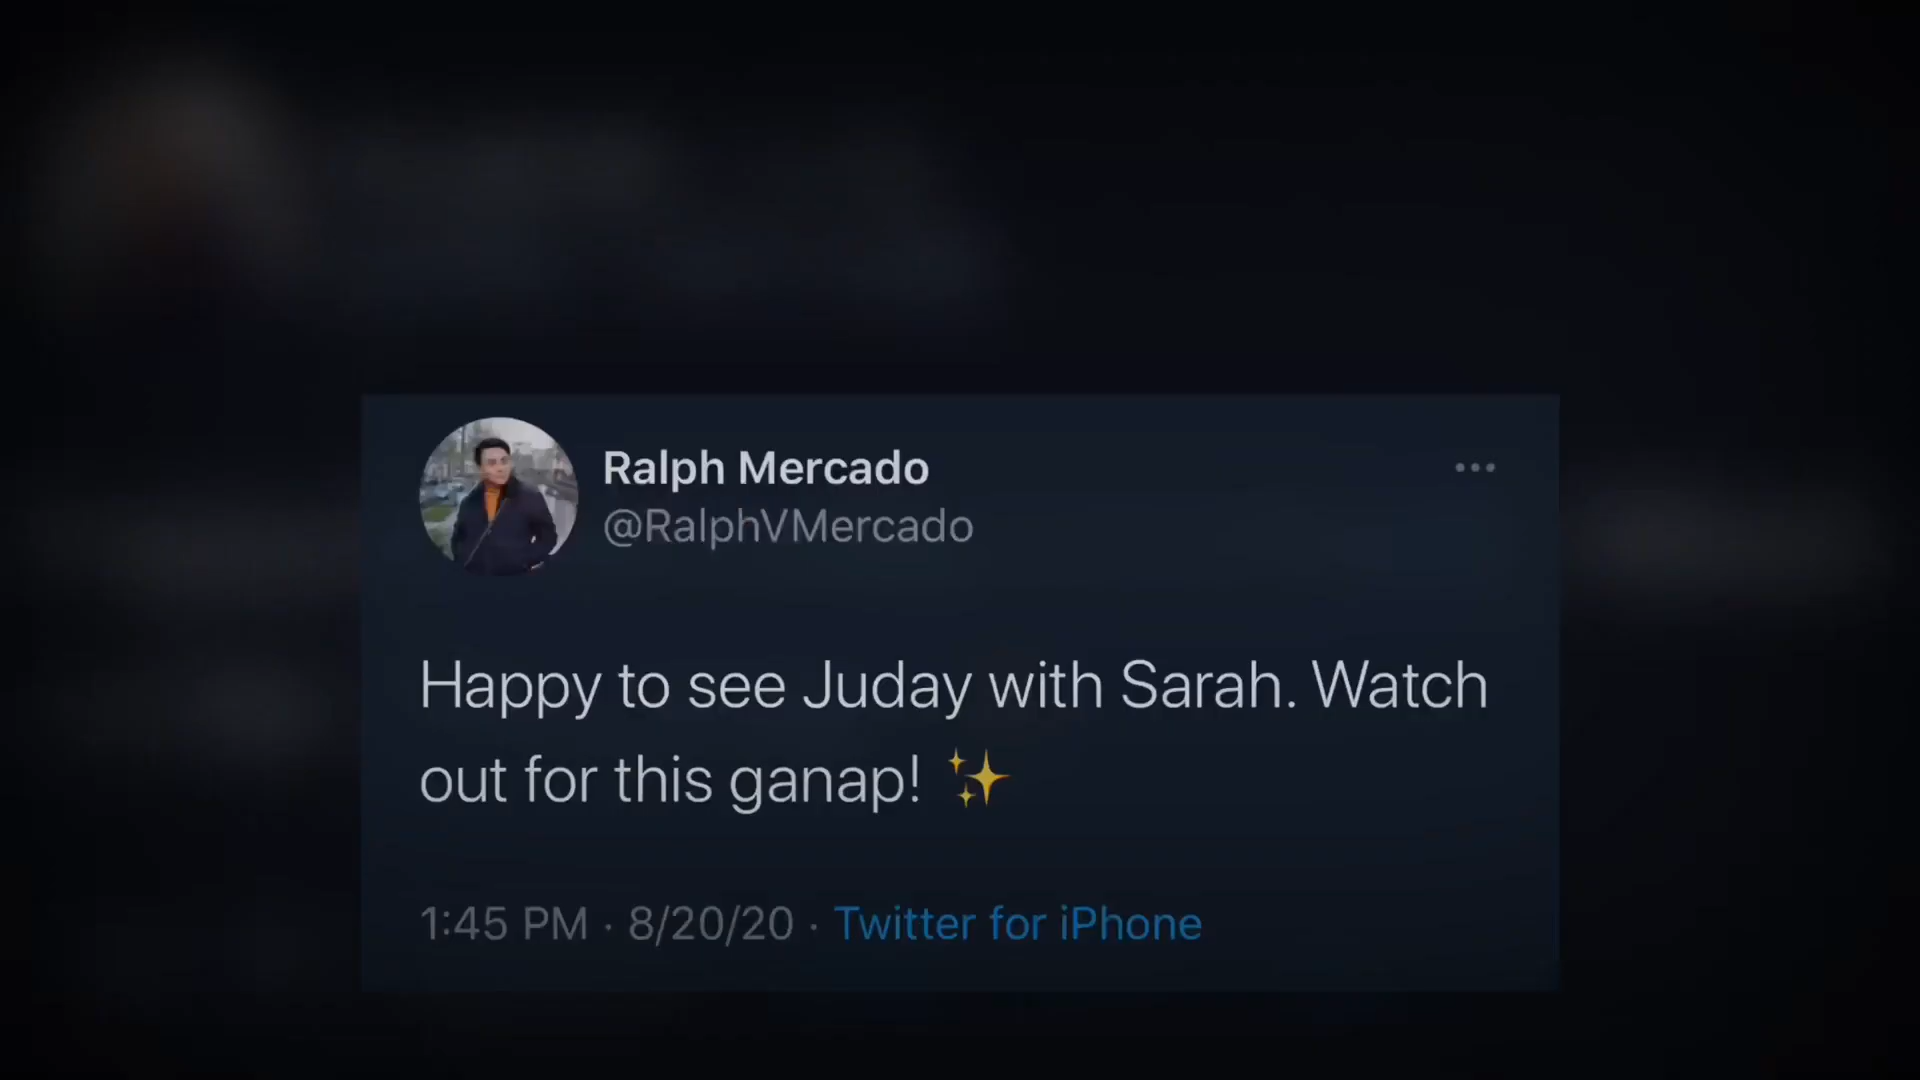 Ralph Mercado
@RalphVMercado
Happy to see Juday with Sarah. Watch
out for this ganap! ✨
1:45 PM · 8/20/20 · Twitter for iPhone